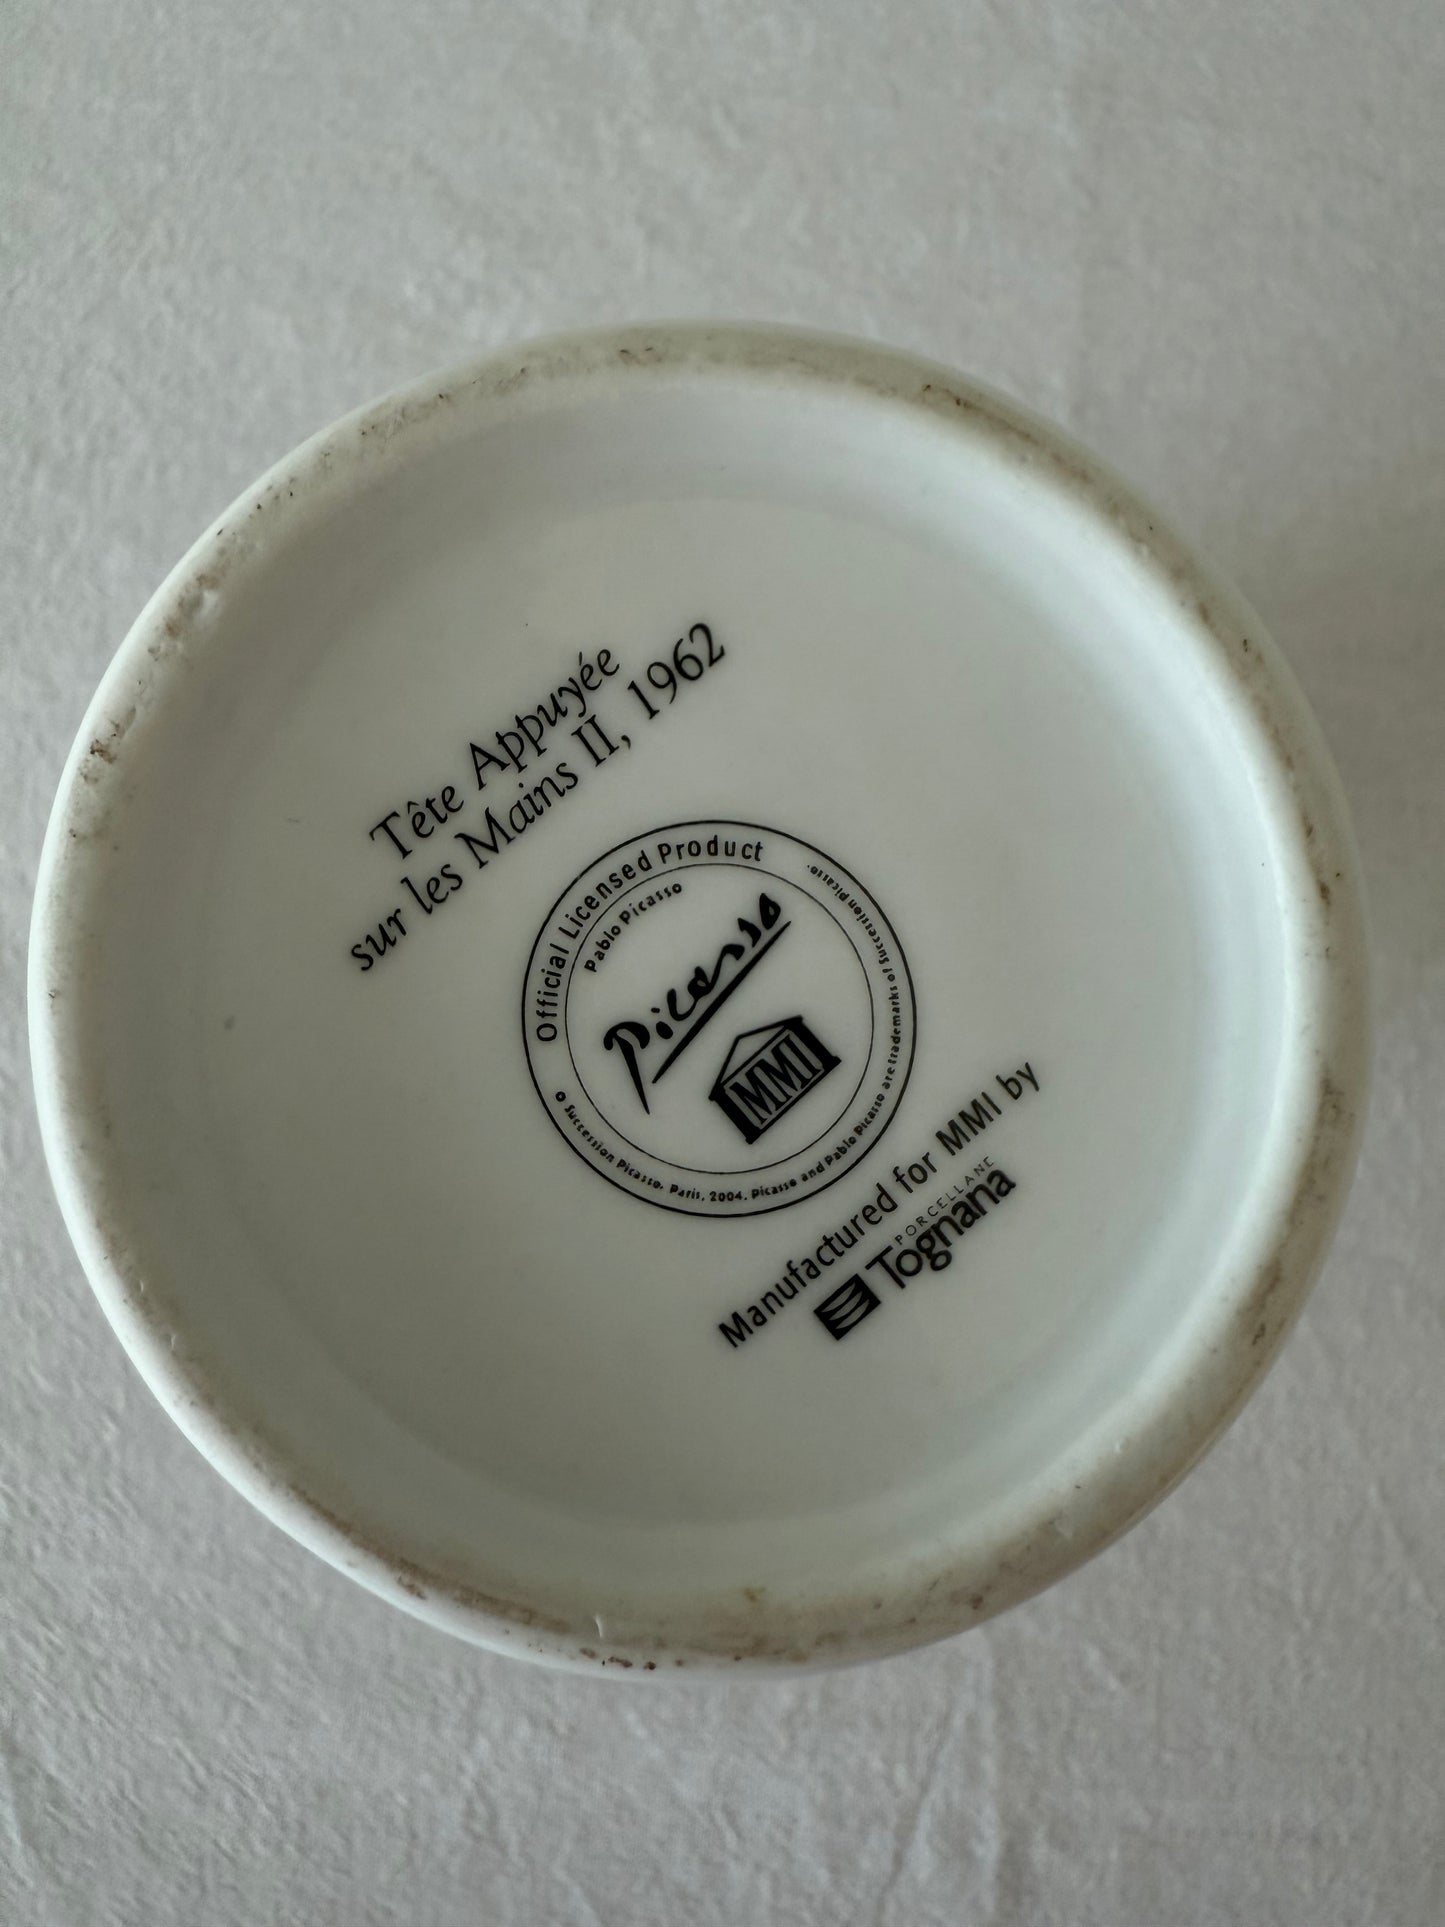 Tête Appuyée
sur les Mains II, 1962
Official Licensed Product
Pablo Picasso
Picasso
MMI
© Succession Picasso. Paris, 2004. Picasso and Pablo Picasso are trademarks of Succession Picasso.
Manufactured for MMI by
PORCELLANE
Tognana